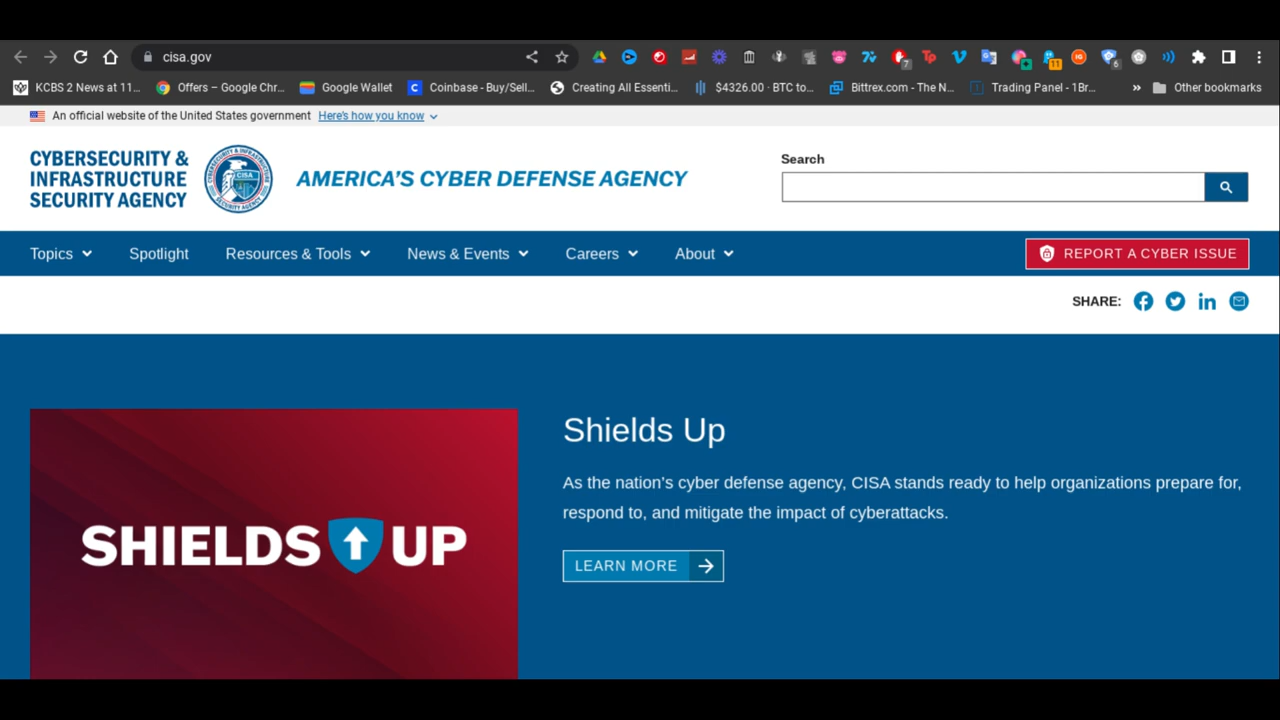 cisa.gov
7
11
6
KCBS 2 News at 11...
Offers – Google Chr...
Google Wallet
Coinbase - Buy/Sell...
Creating All Essenti...
$4326.00 · BTC to...
Bittrex.com - The N...
Trading Panel - 1Br...
»
Other bookmarks
An official website of the United States government Here's how you know
CYBERSECURITY &
INFRASTRUCTURE
SECURITY AGENCY
CISA
AMERICA'S CYBER DEFENSE AGENCY
Search
Topics
Spotlight
Resources & Tools
News & Events
Careers
About
REPORT A CYBER ISSUE
SHARE:
SHIELDS UP
Shields Up
As the nation's cyber defense agency, CISA stands ready to help organizations prepare for,
respond to, and mitigate the impact of cyberattacks.
LEARN MORE